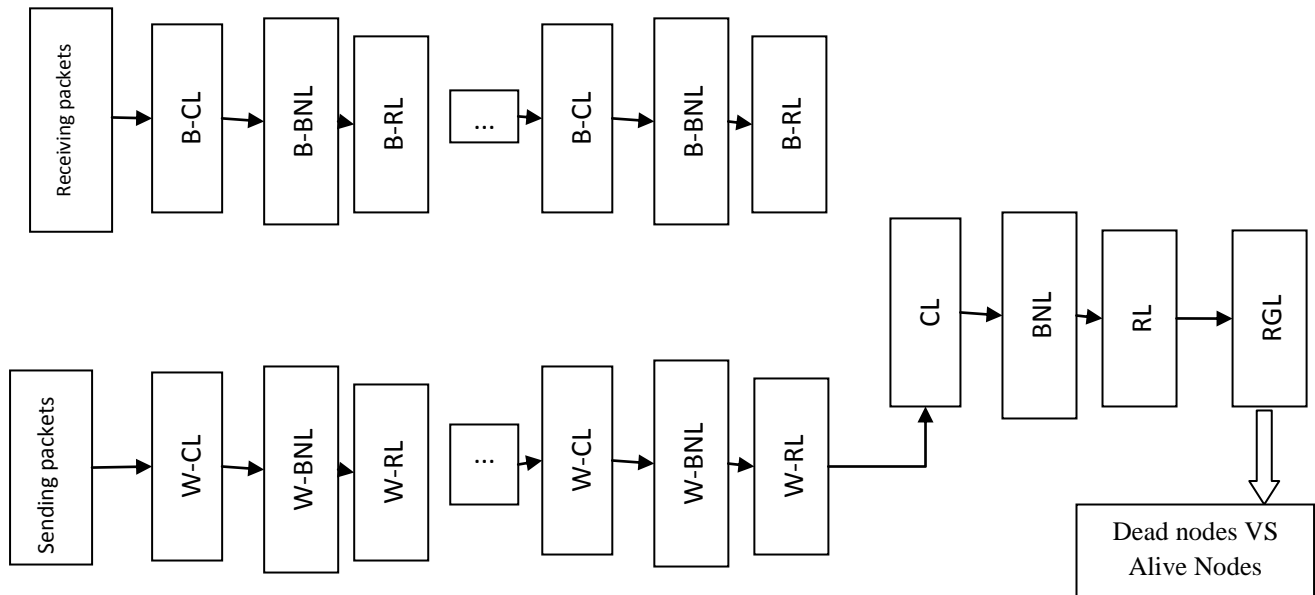 Receiving packets
B-CL
B-BNL
B-RL
...
B-CL
B-BNL
B-RL
Sending packets
W-CL
W-BNL
W-RL
...
W-CL
W-BNL
W-RL
CL
BNL
RL
RGL
Dead nodes VS
Alive Nodes